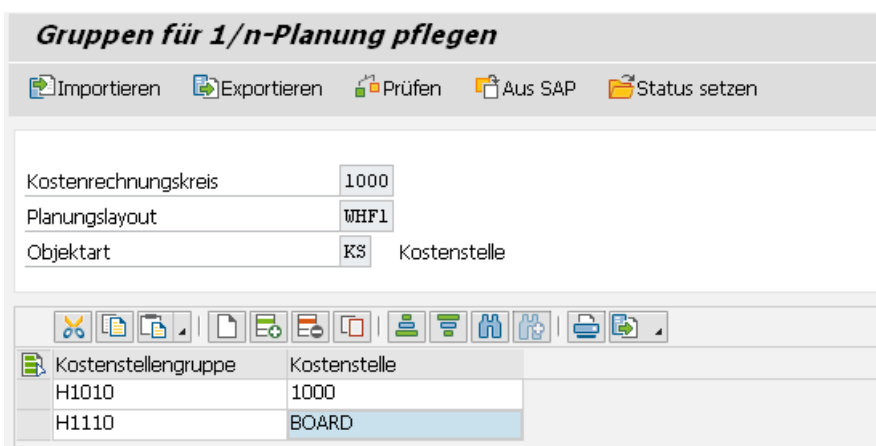 Gruppen für 1/n-Planung pflegen
Importieren Exportieren Prüfen Aus SAP Status setzen
Kostenrechnungskreis 1000
Planungslayout WHF1
Objektart KS Kostenstelle
Kostenstellengruppe Kostenstelle
H1010 1000
H1110 BOARD